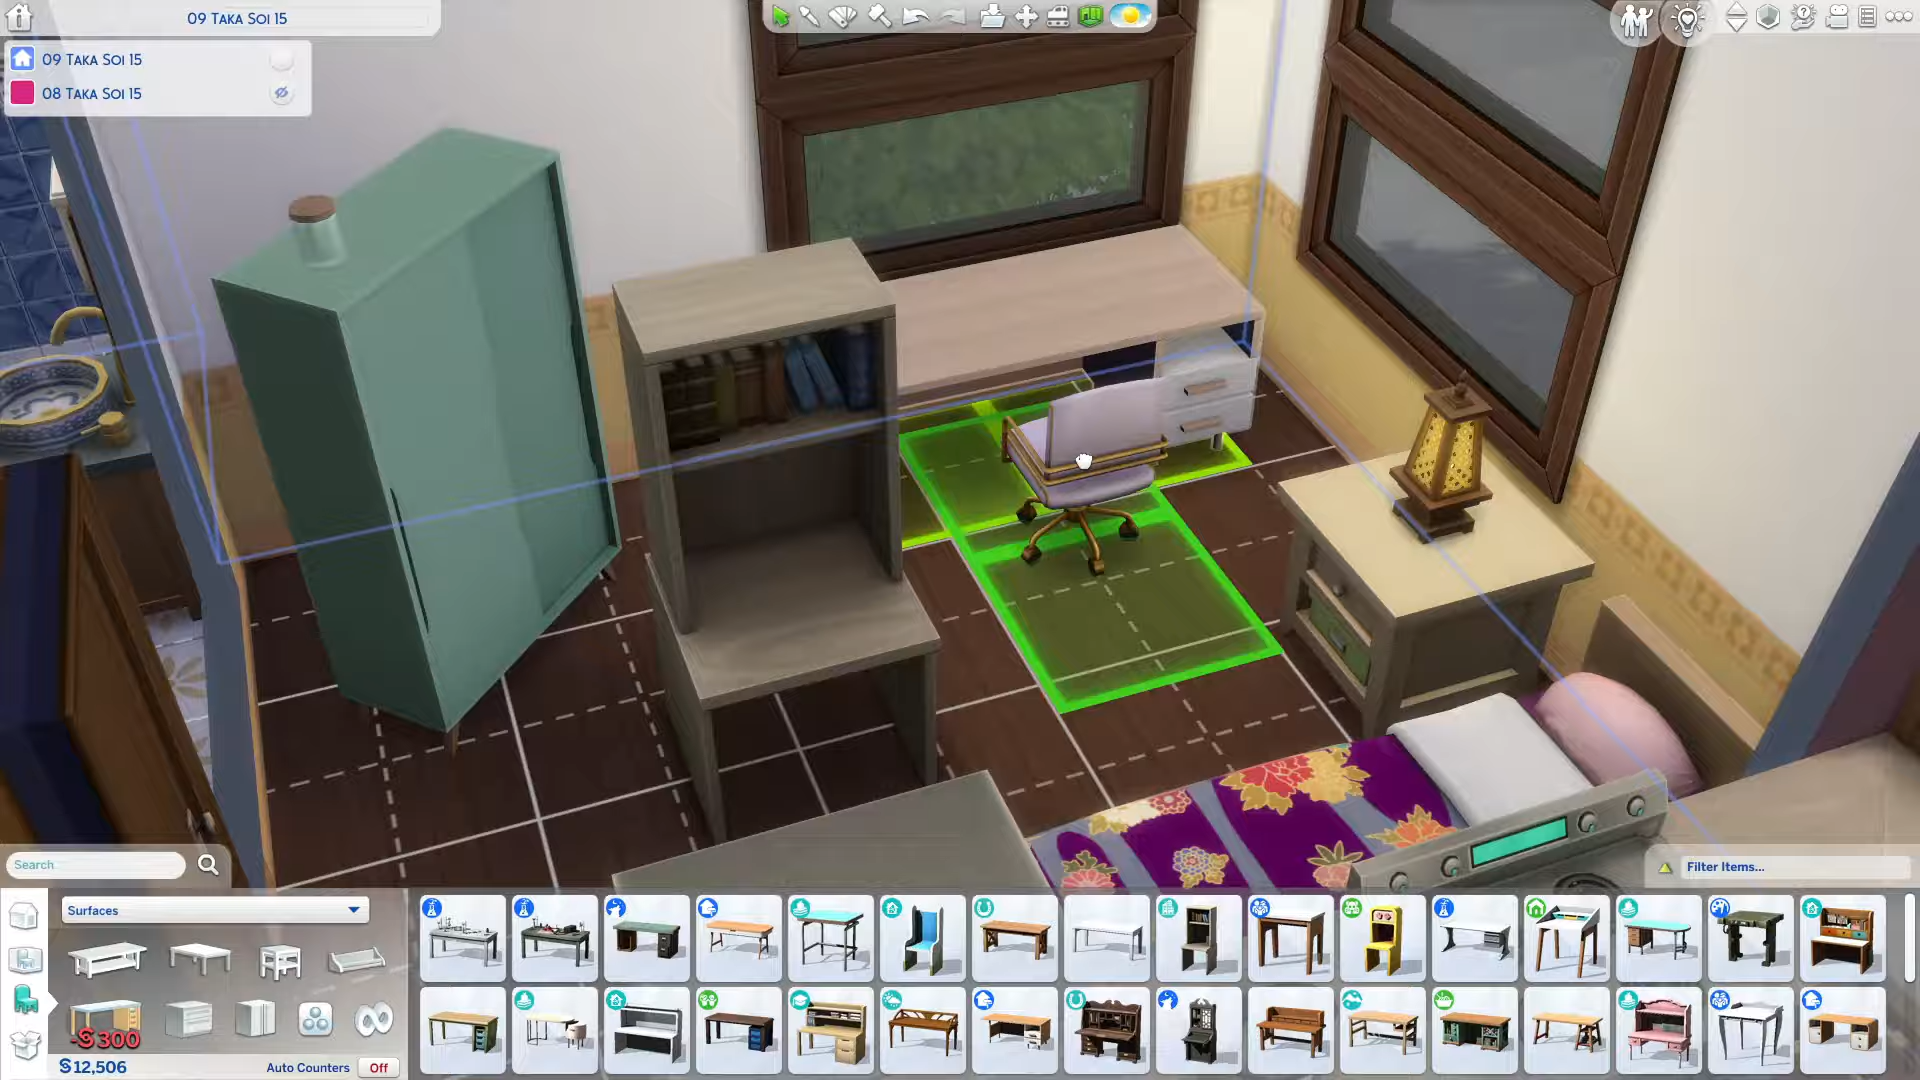 09 TAKA SOI 15
09 TAKA SOI 15
08 TAKA SOI 15
Search
Filter Items...
Surfaces
-§300
§12,506
Auto Counters Off